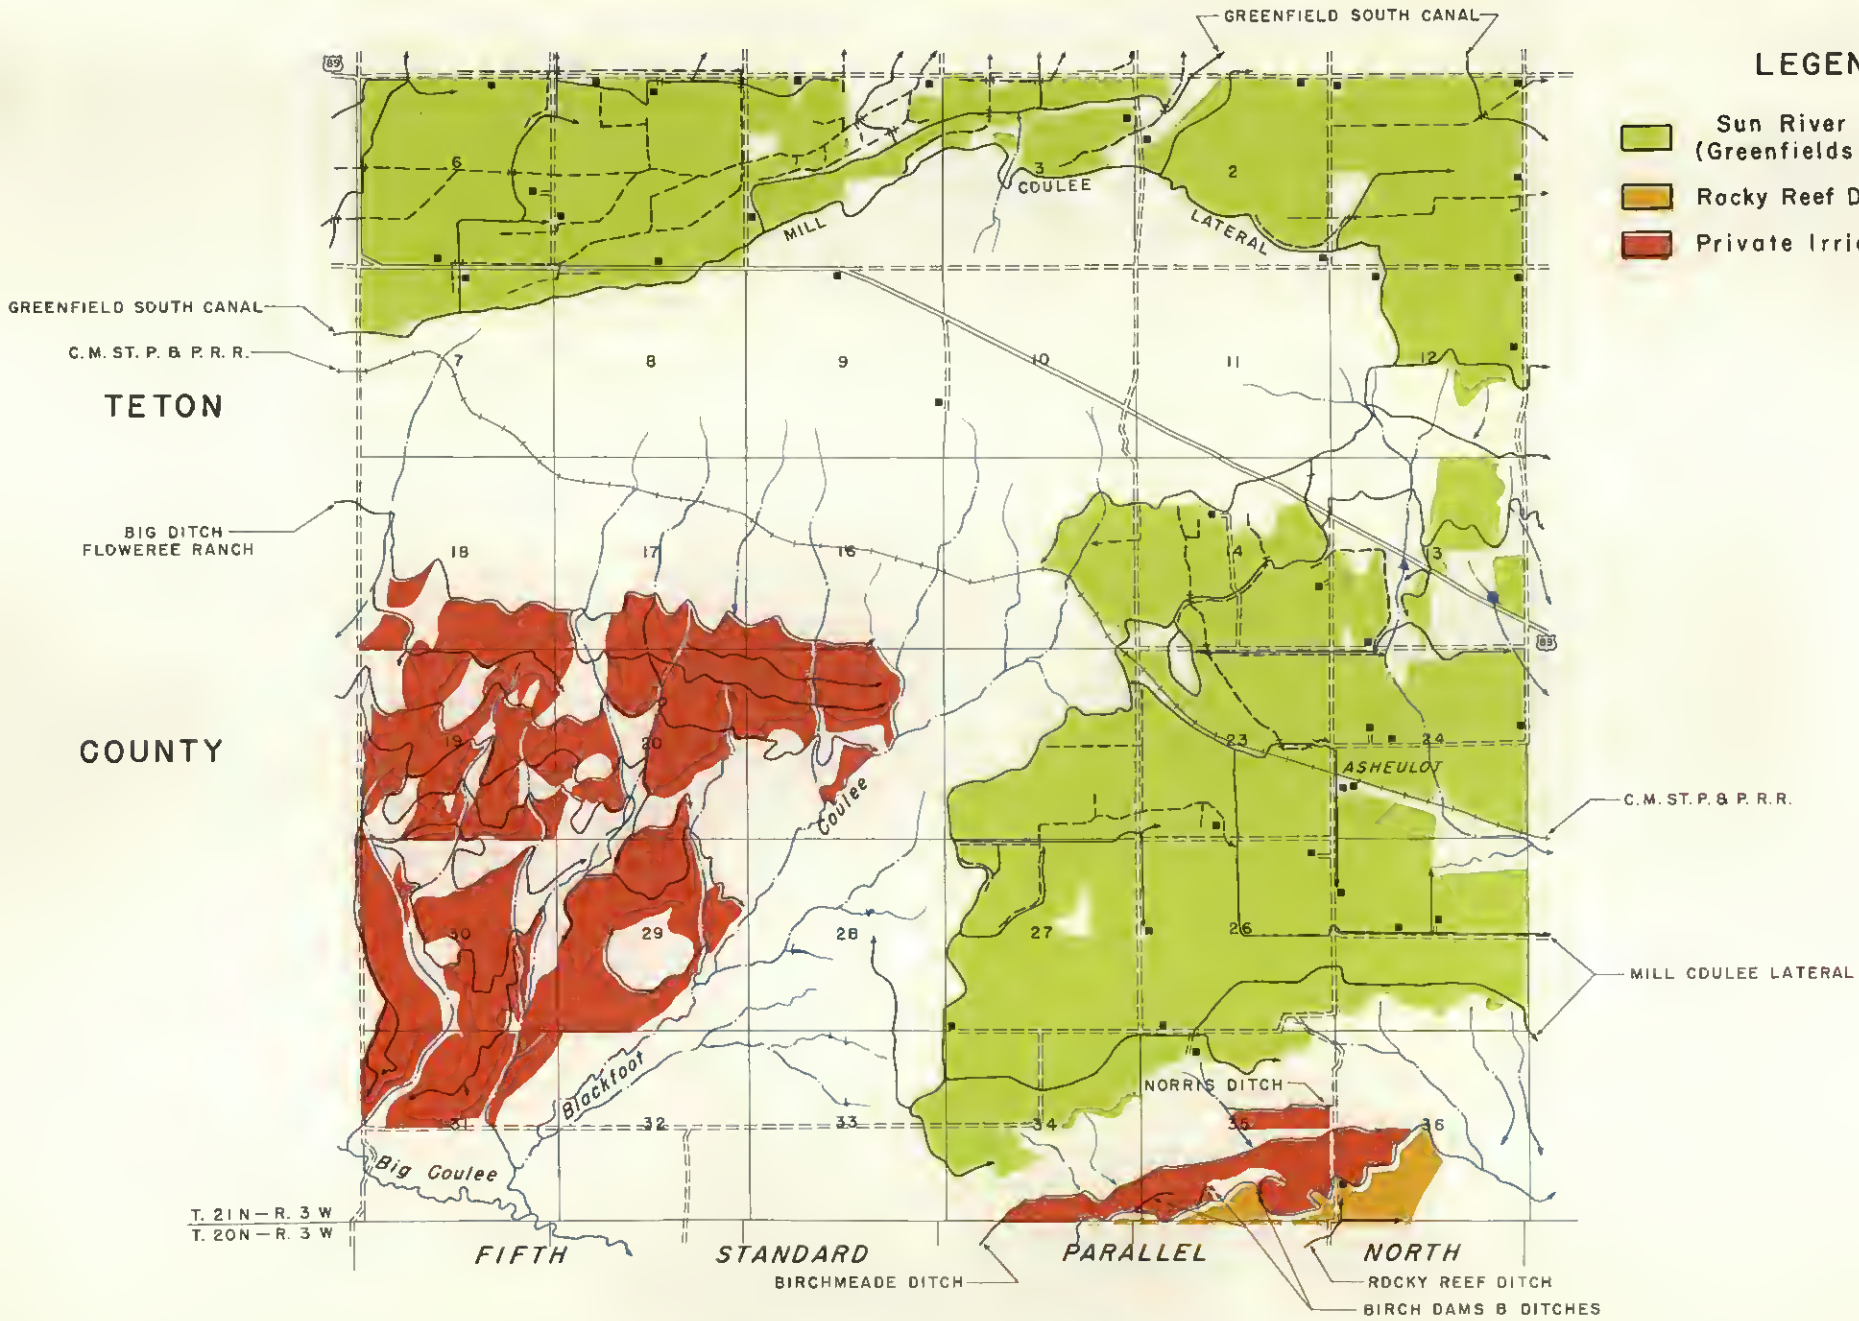 GREENFIELD SOUTH CANAL
LEGEN
Sun River
(Greenfields
Rocky Reef D
Private Irri
89
6
3
2
COULEE
MILL
LATERAL
GREENFIELD SOUTH CANAL
C.M. ST. P. & P. R. R.
7
8
9
10
11
12
TETON
BIG DITCH
FLOWEREE RANCH
18
17
16
14
13
89
COUNTY
19
20
23
24
ASHEULOT
Coulee
C.M. ST. P. & P. R.R.
30
29
28
27
26
MILL COULEE LATERAL
Blackfoot
NORRIS DITCH
31
32
33
34
35
36
Big Coulee
T. 21 N – R. 3 W
T. 20 N – R. 3 W
FIFTH STANDARD PARALLEL NORTH
BIRCHMEADE DITCH
ROCKY REEF DITCH
BIRCH DAMS B DITCHES